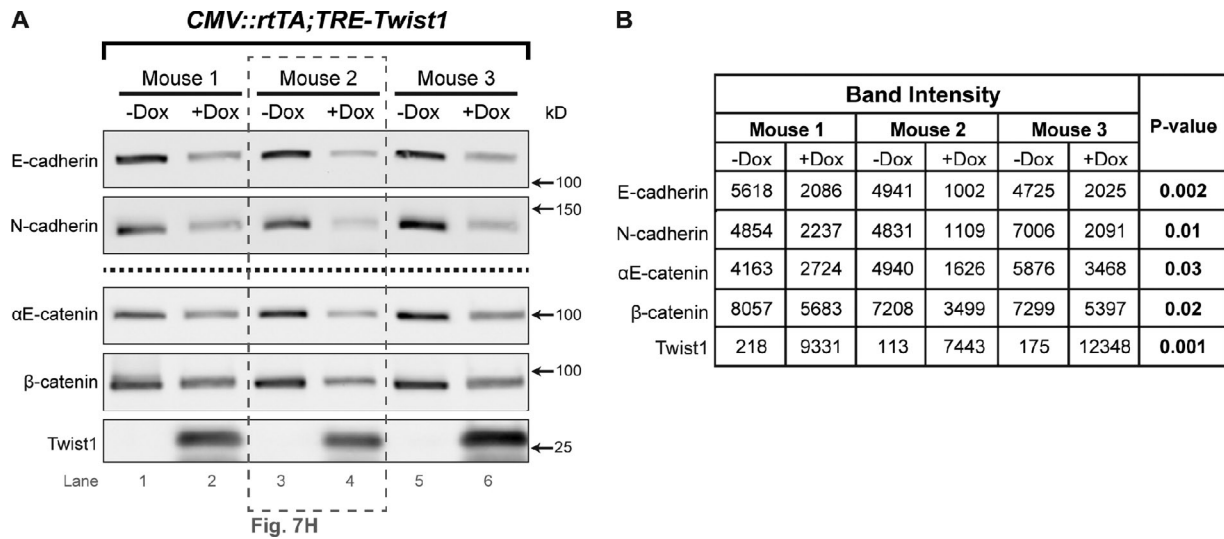 A
CMV::rtTA;TRE-Twist1
Mouse 1 Mouse 2 Mouse 3
-Dox +Dox -Dox +Dox -Dox +Dox kD
E-cadherin
100
N-cadherin
150
αE-catenin
100
β-catenin
100
Twist1
25
Lane 1 2 3 4 5 6
Fig. 7H
B
Band Intensity P-value
Mouse 1 Mouse 2 Mouse 3
-Dox +Dox -Dox +Dox -Dox +Dox
E-cadherin 5618 2086 4941 1002 4725 2025 0.002
N-cadherin 4854 2237 4831 1109 7006 2091 0.01
αE-catenin 4163 2724 4940 1626 5876 3468 0.03
β-catenin 8057 5683 7208 3499 7299 5397 0.02
Twist1 218 9331 113 7443 175 12348 0.001